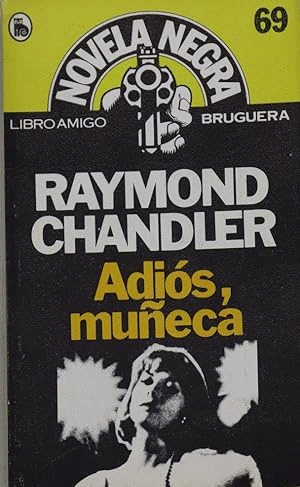 69
NOVELA NEGRA
LIBRO AMIGO
BRUGUERA
RAYMOND
CHANDLER
Adiós,
muñeca